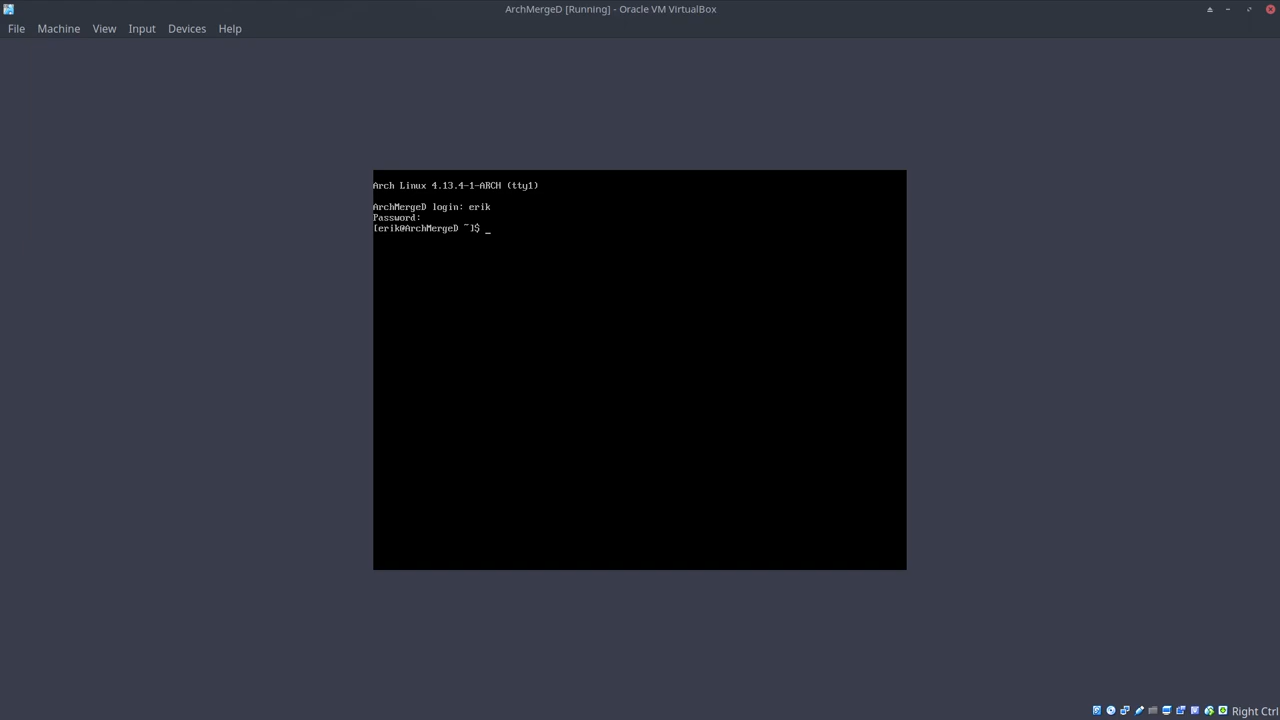 ArchMergeD [Running] - Oracle VM VirtualBox
File Machine View Input Devices Help
Arch Linux 4.13.4-1-ARCH (tty1)
ArchMergeD login: erik
Password:
[erik@ArchMergeD ~]$ _
Right Ctrl